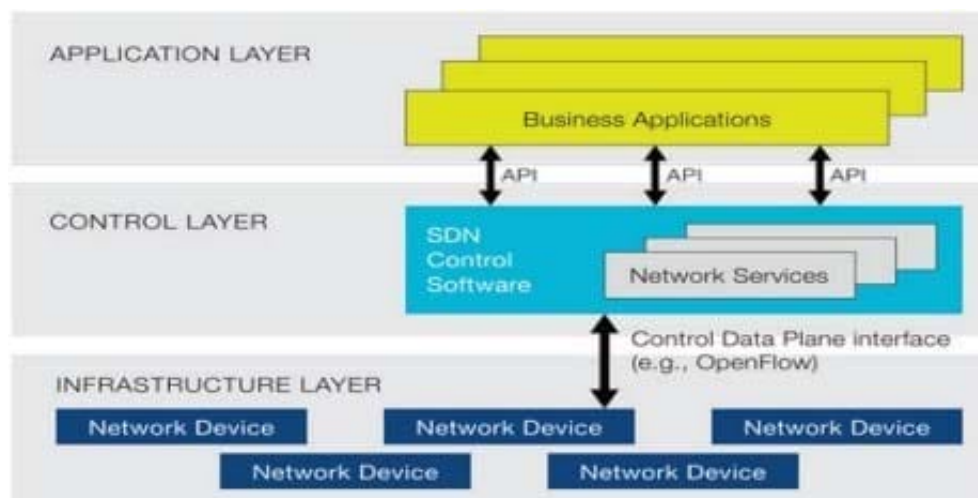 APPLICATION LAYER
Business Applications
API API API
CONTROL LAYER
SDN
Control
Software
Network Services
Control Data Plane interface
(e.g., OpenFlow)
INFRASTRUCTURE LAYER
Network Device Network Device Network Device
Network Device Network Device